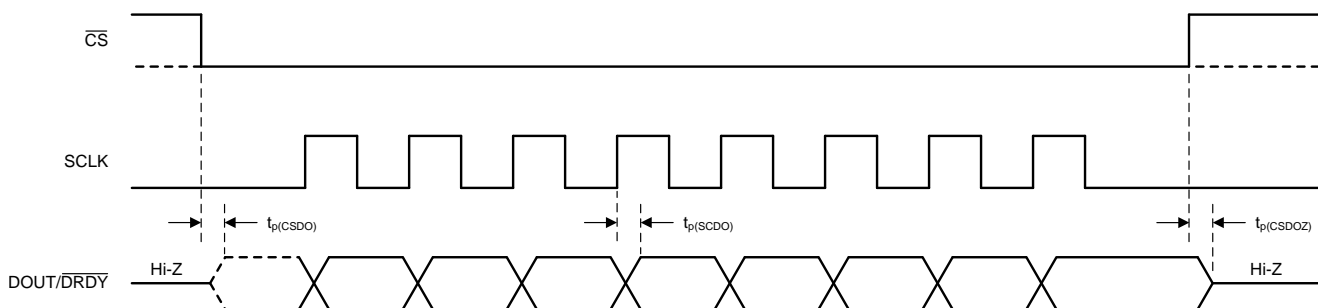 CS
SCLK
tp(CSDO)
tp(SCDO)
tp(CSDOZ)
Hi-Z
Hi-Z
DOUT/DRDY